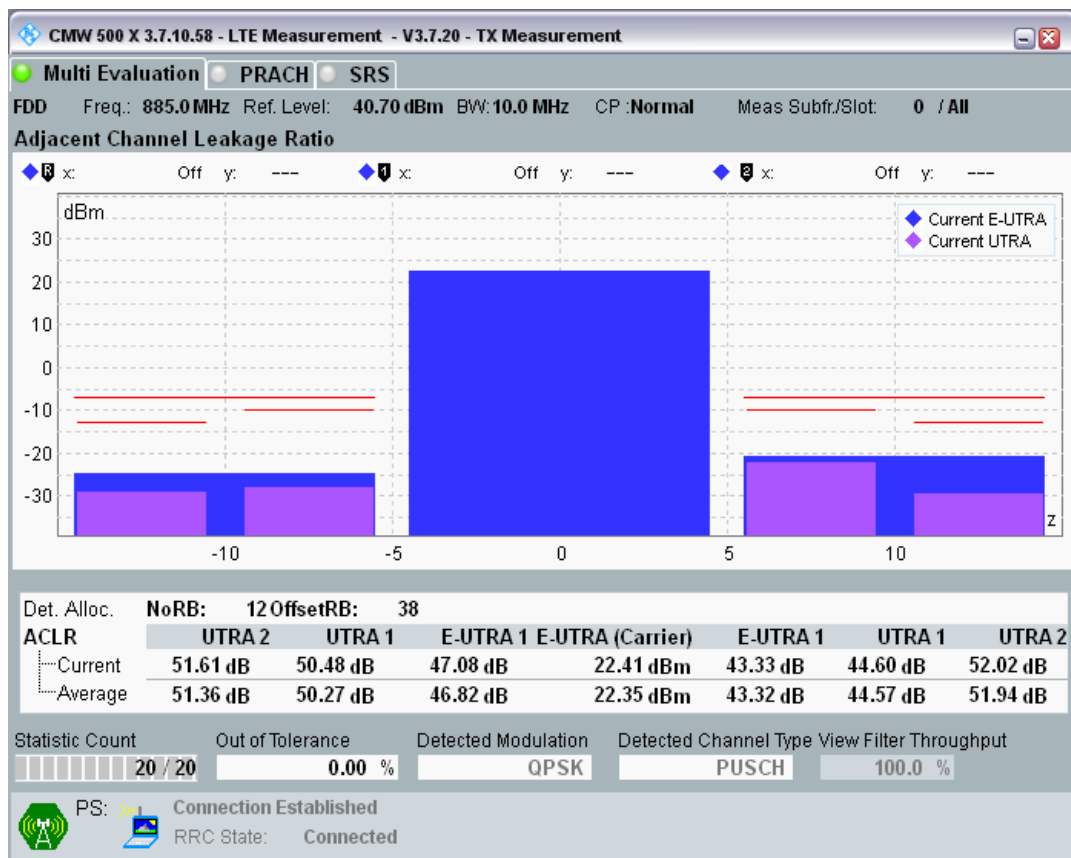 CMW 500 X 3.7.10.58 - LTE Measurement - V3.7.20 - TX Measurement
Multi Evaluation PRACH SRS
FDD Freq.: 885.0 MHz Ref. Level: 40.70 dBm BW: 10.0 MHz CP :Normal Meas Subfr./Slot: 0 / All
Adjacent Channel Leakage Ratio
R x: Off y: --- 1 x: Off y: --- 2 x: Off y: ---
dBm
Current E-UTRA
Current UTRA
30
20
10
0
-10
-20
-30
z
-10 -5 0 5 10
Det. Alloc. NoRB: 12 OffsetRB: 38
ACLR UTRA 2 UTRA 1 E-UTRA 1 E-UTRA (Carrier) E-UTRA 1 UTRA 1 UTRA 2
Current 51.61 dB 50.48 dB 47.08 dB 22.41 dBm 43.33 dB 44.60 dB 52.02 dB
Average 51.36 dB 50.27 dB 46.82 dB 22.35 dBm 43.32 dB 44.57 dB 51.94 dB
Statistic Count Out of Tolerance Detected Modulation Detected Channel Type View Filter Throughput
20 / 20 0.00 % QPSK PUSCH 100.0 %
PS: Connection Established
RRC State: Connected